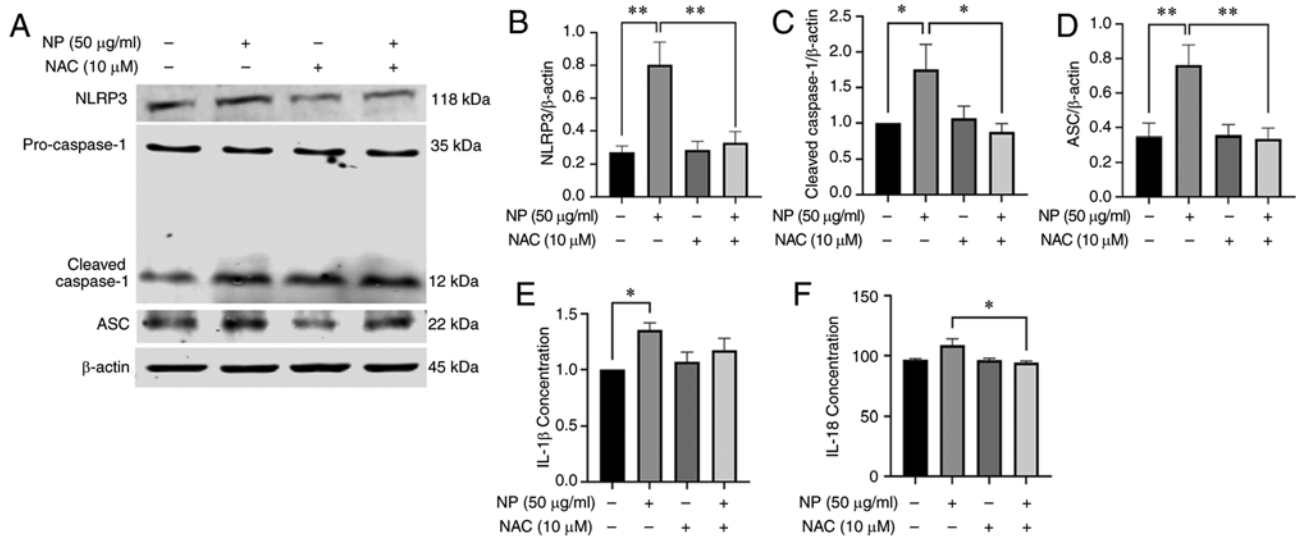 A
NP (50 μg/ml) – + – +
NAC (10 μM) – – + +
NLRP3 118 kDa
Pro-caspase-1 35 kDa
Cleaved
caspase-1 12 kDa
ASC 22 kDa
β-actin 45 kDa
B
** **
NLRP3/β-actin
1.0
0.8
0.6
0.4
0.2
0.0
NP (50 μg/ml) – + – +
NAC (10 μM) – – + +
C
* *
Cleaved caspase-1/β-actin
2.5
2.0
1.5
1.0
0.5
0.0
NP (50 μg/ml) – + – +
NAC (10 μM) – – + +
D
** **
ASC/β-actin
1.0
0.8
0.6
0.4
0.2
0.0
NP (50 μg/ml) – + – +
NAC (10 μM) – – + +
E
*
IL-1β Concentration
1.5
1.0
0.5
0.0
NP (50 μg/ml) – + – +
NAC (10 μM) – – + +
F
*
IL-18 Concentration
150
100
50
0
NP (50 μg/ml) – + – +
NAC (10 μM) – – + +